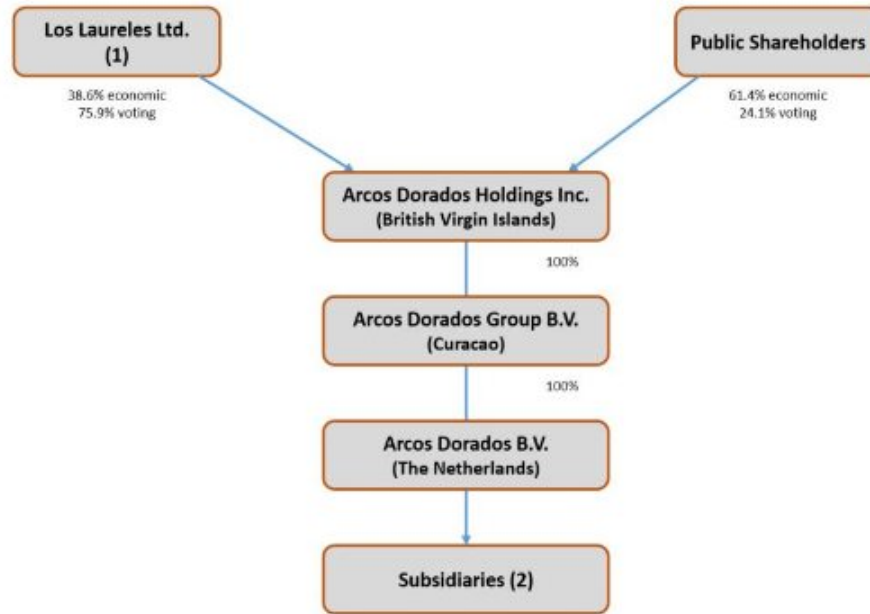 Los Laureles Ltd.
(1)
Public Shareholders
38.6% economic
75.9% voting
61.4% economic
24.1% voting
Arcos Dorados Holdings Inc.
(British Virgin Islands)
100%
Arcos Dorados Group B.V.
(Curacao)
100%
Arcos Dorados B.V.
(The Netherlands)
Subsidiaries (2)